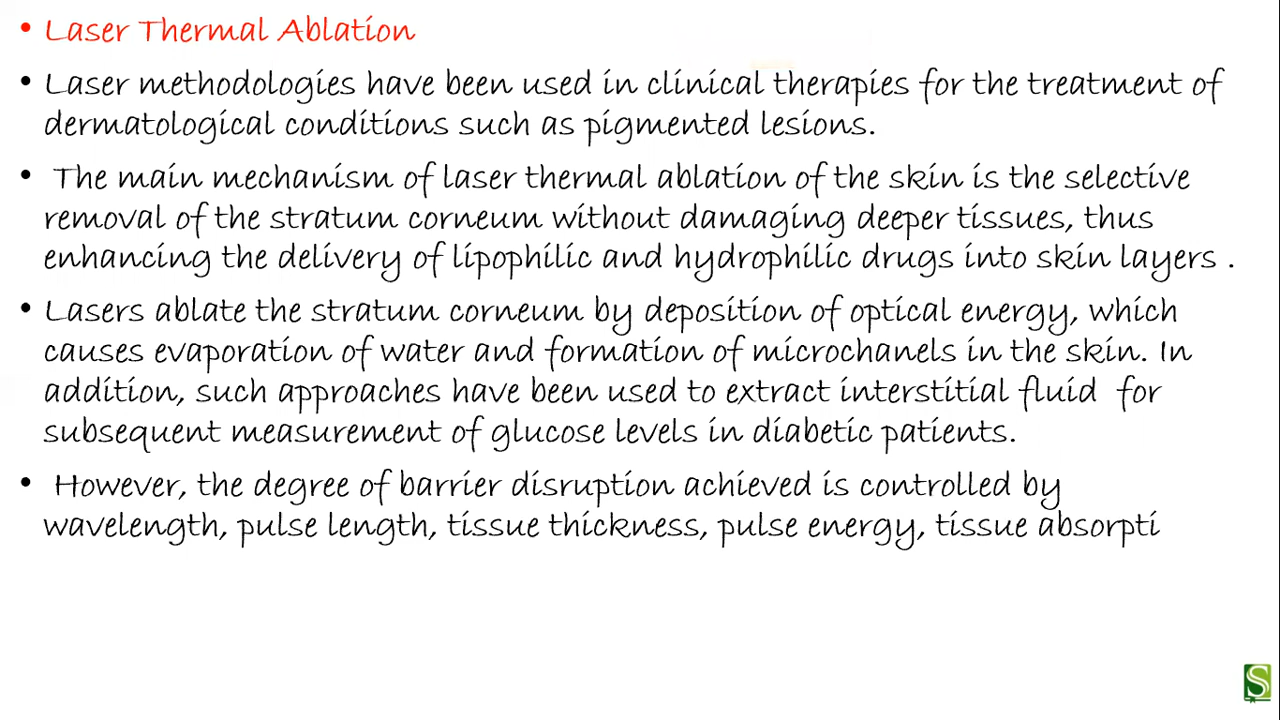 • Laser Thermal Ablation
• Laser methodologies have been used in clinical therapies for the treatment of
dermatological conditions such as pigmented lesions.
• The main mechanism of laser thermal ablation of the skin is the selective
removal of the stratum corneum without damaging deeper tissues, thus
enhancing the delivery of lipophilic and hydrophilic drugs into skin layers .
• Lasers ablate the stratum corneum by deposition of optical energy, which
causes evaporation of water and formation of microchanels in the skin. In
addition, such approaches have been used to extract interstitial fluid for
subsequent measurement of glucose levels in diabetic patients.
• However, the degree of barrier disruption achieved is controlled by
wavelength, pulse length, tissue thickness, pulse energy, tissue absorpti
S